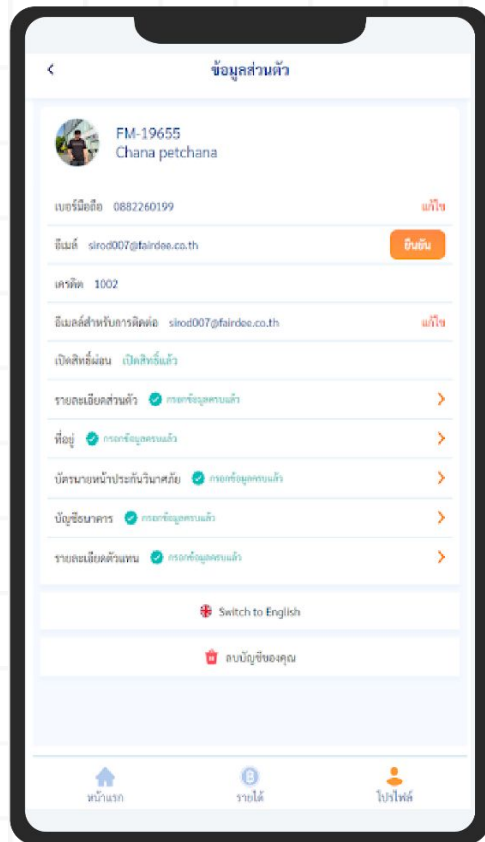 ข้อมูลส่วนตัว
FM-19655
Chana petchana
เบอร์มือถือ 0882260199 แก้ไข
อีเมล์ sirod007@fairdee.co.th ยืนยัน
เครดิต 1002
อีเมลล์สำหรับการติดต่อ sirod007@fairdee.co.th แก้ไข
เปิดสิทธิ์ผ่อน เปิดสิทธิ์แล้ว
รายละเอียดส่วนตัว กรอกข้อมูลครบแล้ว
ที่อยู่ กรอกข้อมูลครบแล้ว
บัตรนายหน้าประกันวินาศภัย กรอกข้อมูลครบแล้ว
บัญชีธนาคาร กรอกข้อมูลครบแล้ว
รายละเอียดตัวแทน กรอกข้อมูลครบแล้ว
Switch to English
ลบบัญชีของคุณ
หน้าแรก รายได้ โปรไฟล์